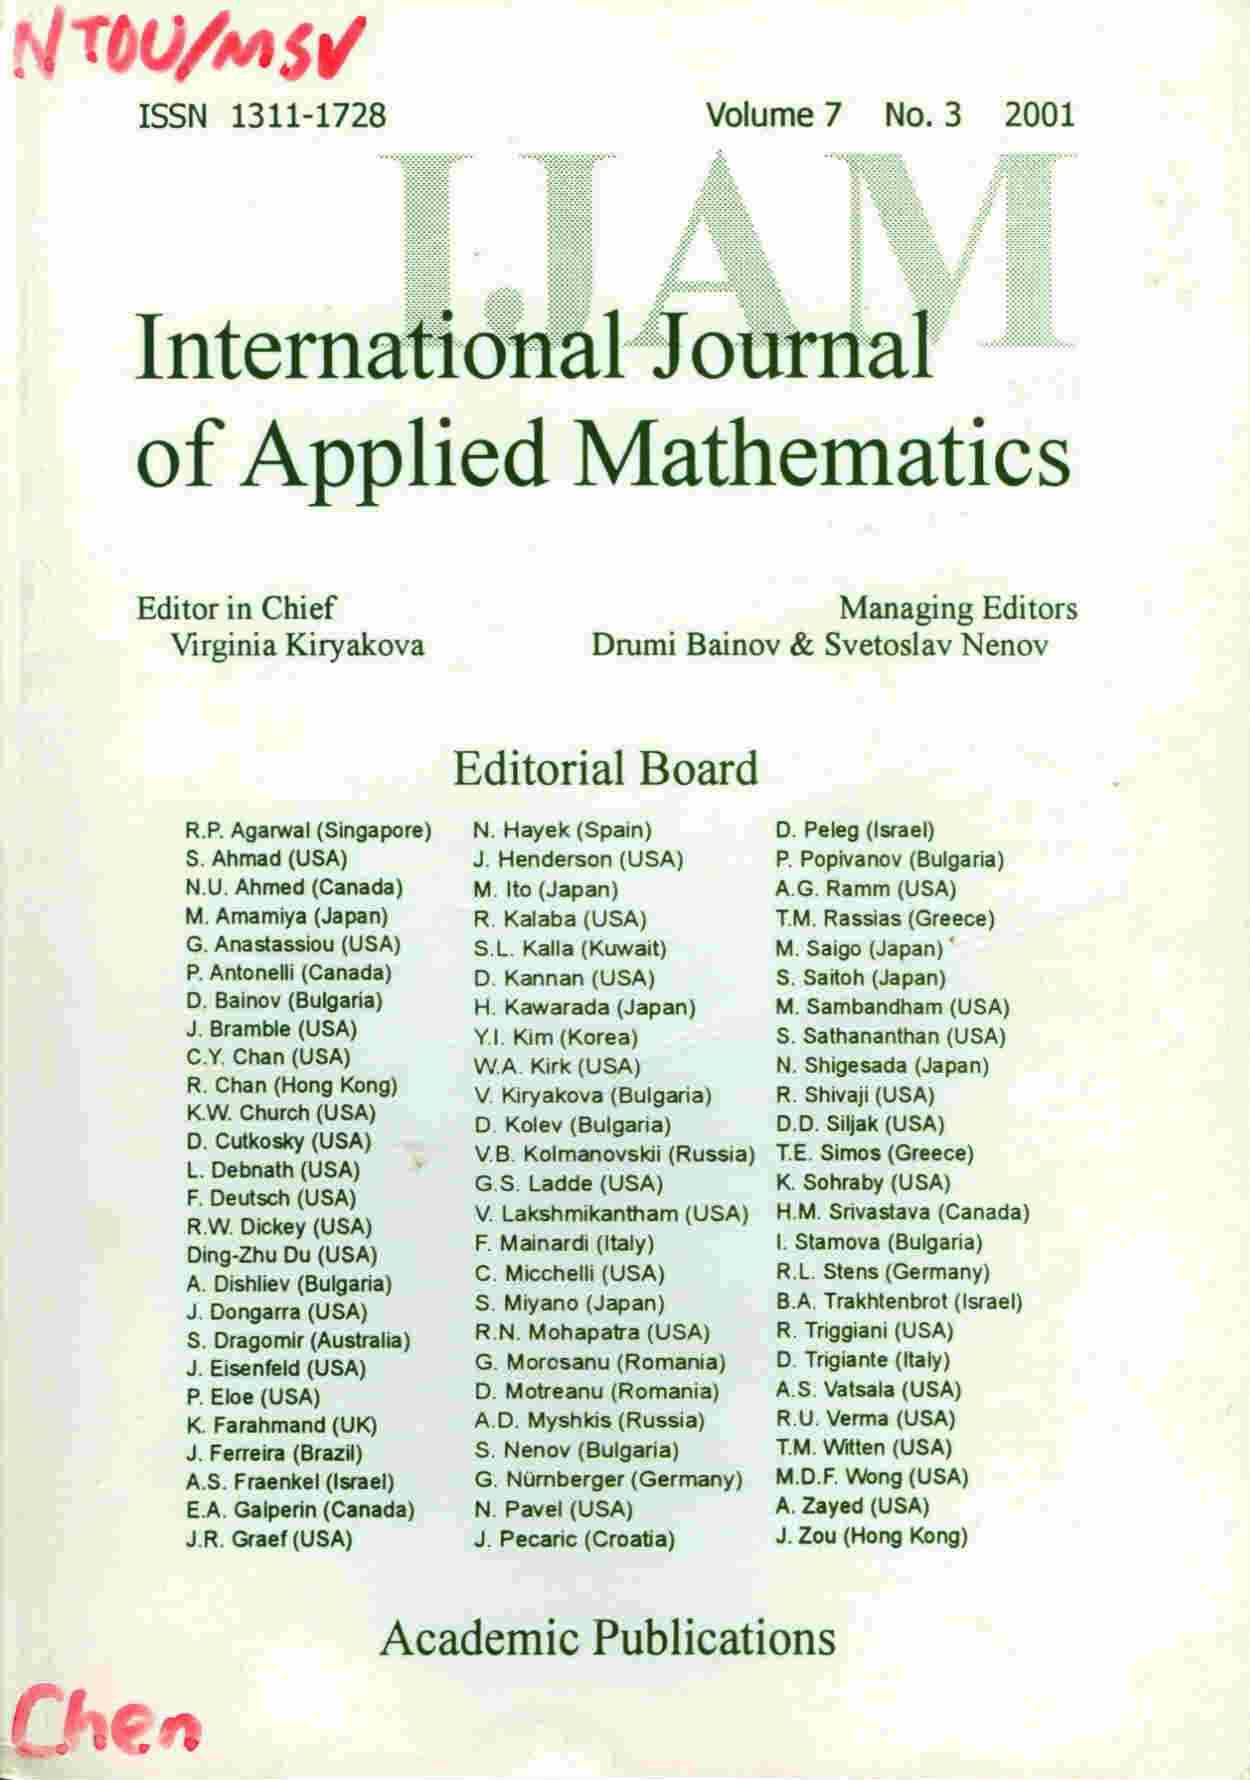 NTOU/MSV
ISSN 1311-1728 Volume 7 No. 3 2001
IJAM
International Journal
of Applied Mathematics
Editor in Chief
Virginia Kiryakova
Managing Editors
Drumi Bainov & Svetoslav Nenov
Editorial Board
R.P. Agarwal (Singapore)
S. Ahmad (USA)
N.U. Ahmed (Canada)
M. Amamiya (Japan)
G. Anastassiou (USA)
P. Antonelli (Canada)
D. Bainov (Bulgaria)
J. Bramble (USA)
C.Y. Chan (USA)
R. Chan (Hong Kong)
K.W. Church (USA)
D. Cutkosky (USA)
L. Debnath (USA)
F. Deutsch (USA)
R.W. Dickey (USA)
Ding-Zhu Du (USA)
A. Dishliev (Bulgaria)
J. Dongarra (USA)
S. Dragomir (Australia)
J. Eisenfeld (USA)
P. Eloe (USA)
K. Farahmand (UK)
J. Ferreira (Brazil)
A.S. Fraenkel (Israel)
E.A. Galperin (Canada)
J.R. Graef (USA)
N. Hayek (Spain)
J. Henderson (USA)
M. Ito (Japan)
R. Kalaba (USA)
S.L. Kalla (Kuwait)
D. Kannan (USA)
H. Kawarada (Japan)
Y.I. Kim (Korea)
W.A. Kirk (USA)
V. Kiryakova (Bulgaria)
D. Kolev (Bulgaria)
V.B. Kolmanovskii (Russia)
G.S. Ladde (USA)
V. Lakshmikantham (USA)
F. Mainardi (Italy)
C. Micchelli (USA)
S. Miyano (Japan)
R.N. Mohapatra (USA)
G. Morosanu (Romania)
D. Motreanu (Romania)
A.D. Myshkis (Russia)
S. Nenov (Bulgaria)
G. Nürnberger (Germany)
N. Pavel (USA)
J. Pecaric (Croatia)
D. Peleg (Israel)
P. Popivanov (Bulgaria)
A.G. Ramm (USA)
T.M. Rassias (Greece)
M. Saigo (Japan)
S. Saitoh (Japan)
M. Sambandham (USA)
S. Sathananthan (USA)
N. Shigesada (Japan)
R. Shivaji (USA)
D.D. Siljak (USA)
T.E. Simos (Greece)
K. Sohraby (USA)
H.M. Srivastava (Canada)
I. Stamova (Bulgaria)
R.L. Stens (Germany)
B.A. Trakhtenbrot (Israel)
R. Triggiani (USA)
D. Trigiante (Italy)
A.S. Vatsala (USA)
R.U. Verma (USA)
T.M. Witten (USA)
M.D.F. Wong (USA)
A. Zayed (USA)
J. Zou (Hong Kong)
Academic Publications
Chen